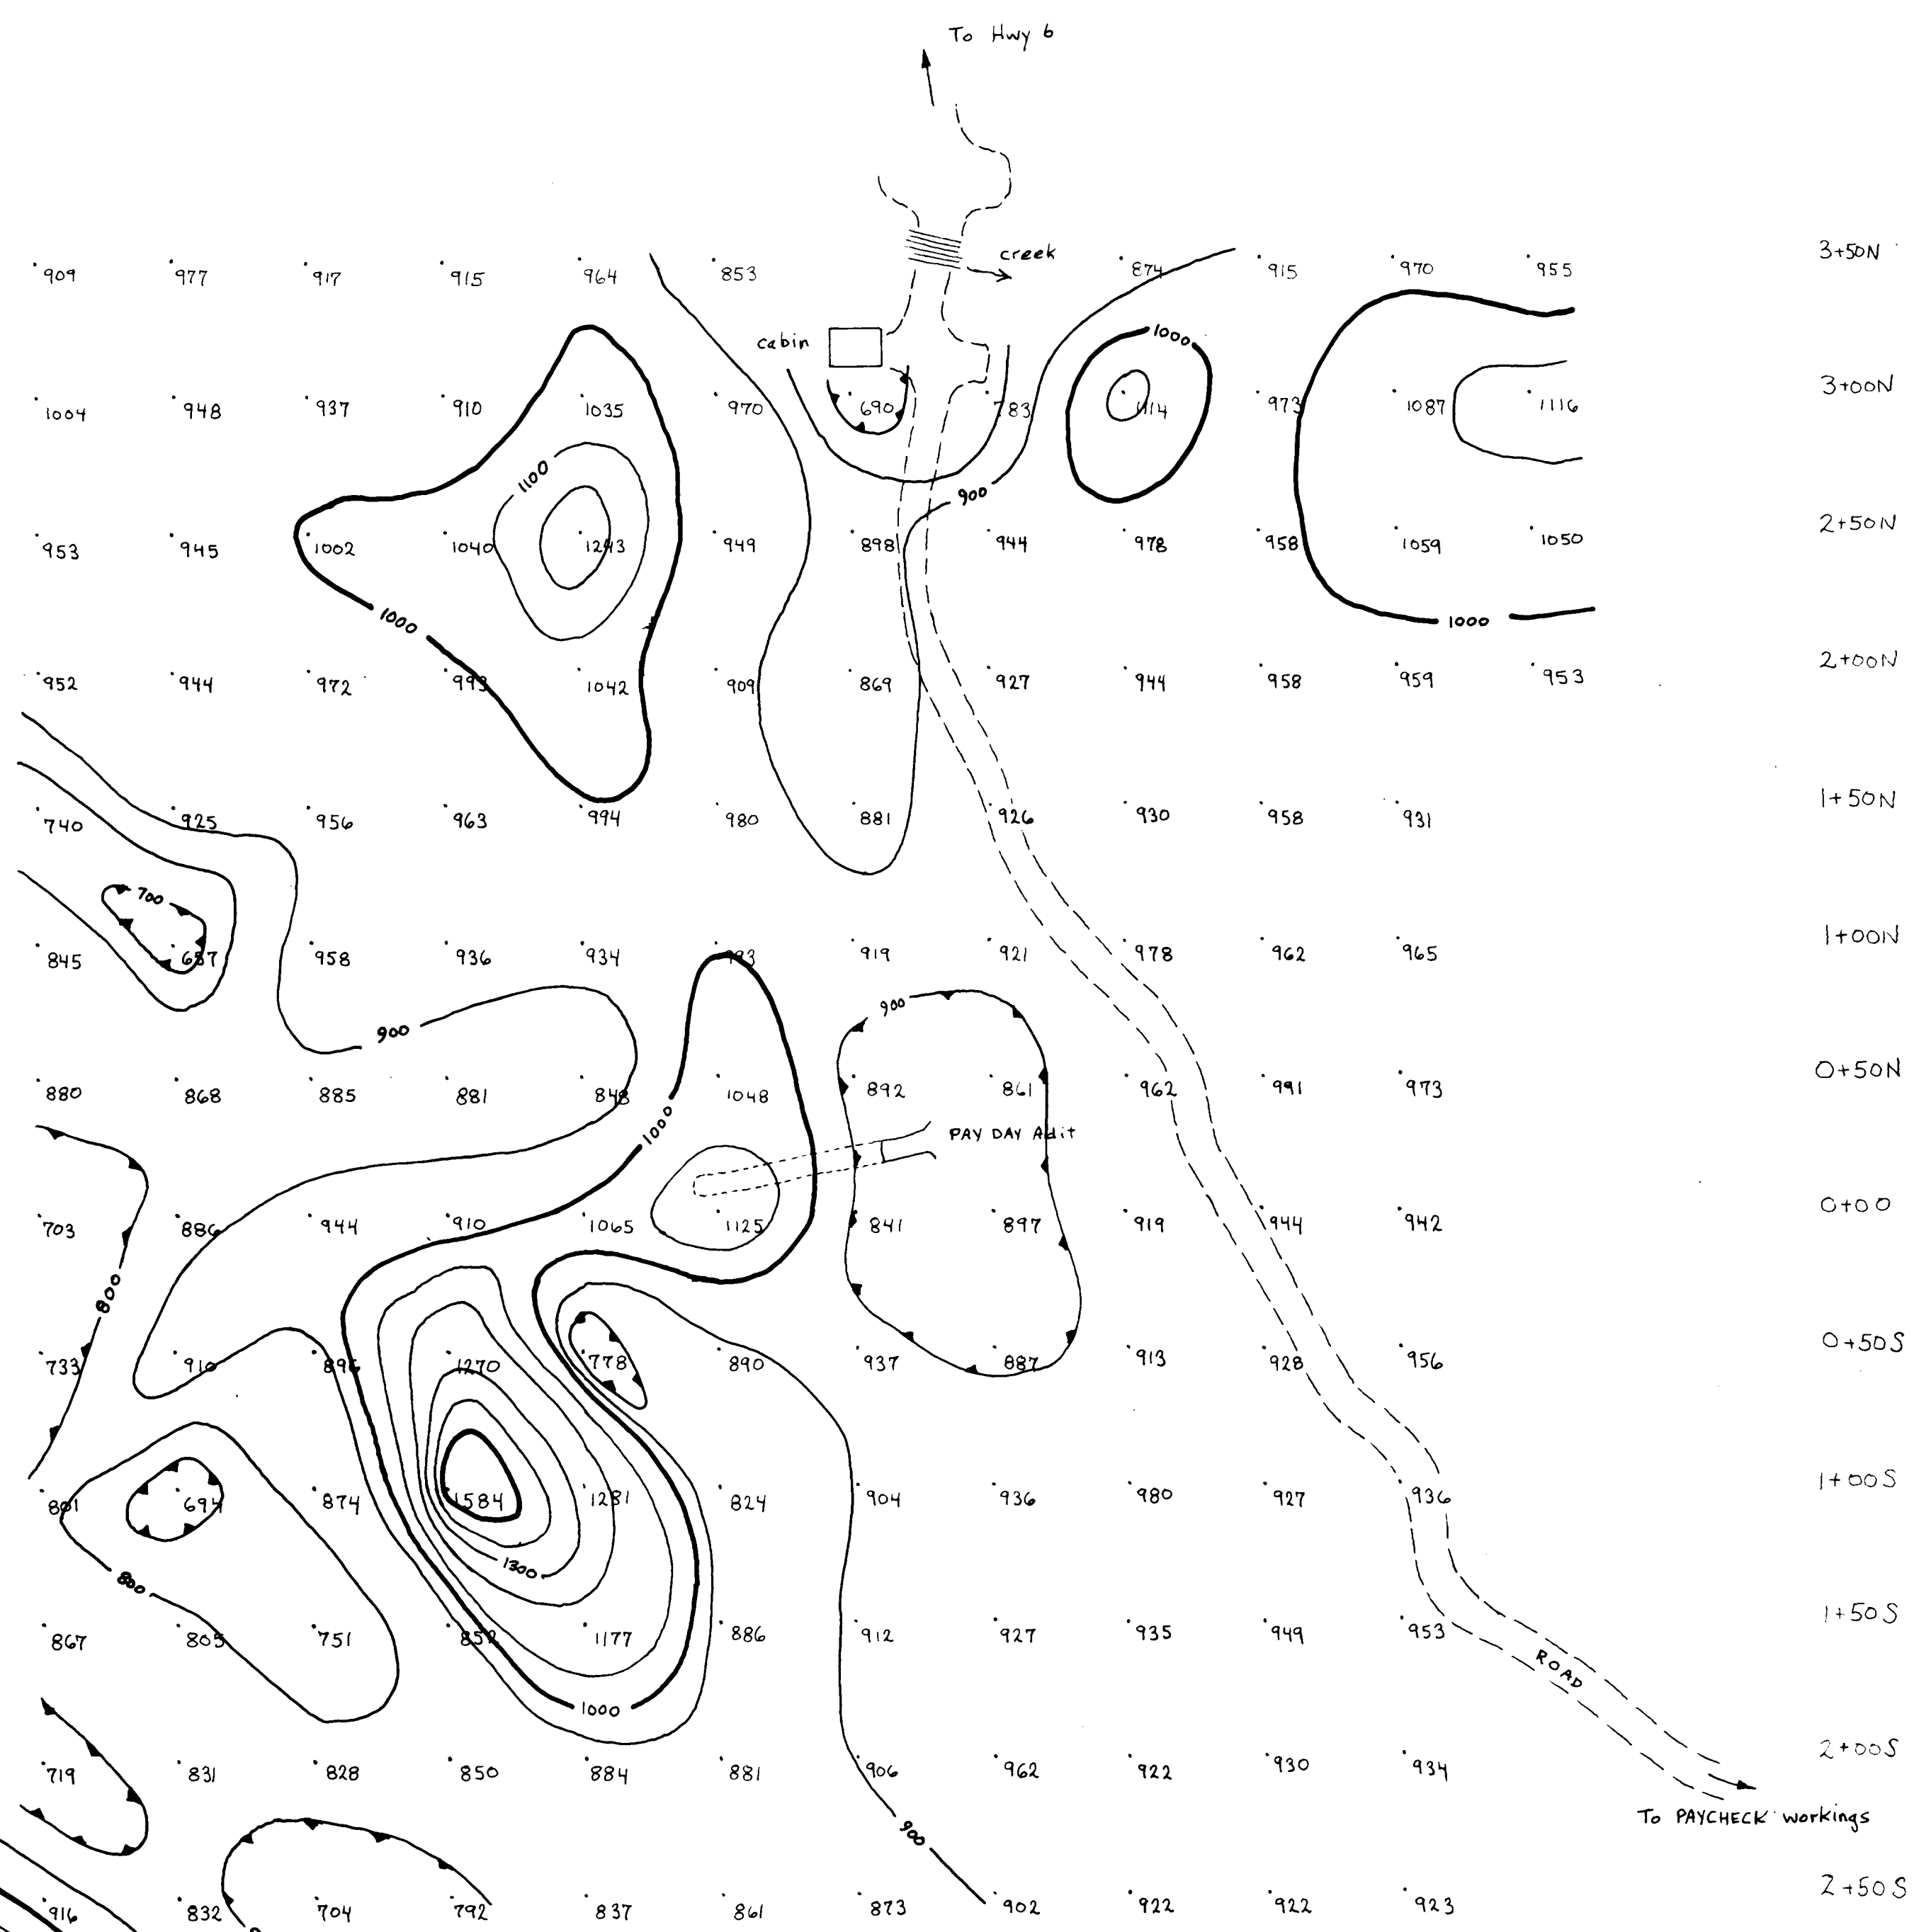 To Hwy 6
creek
3+50N
909 977 917 915 964 853 874 915 970 955
cabin
1000
3+00N
1004 948 937 910 1035 970 690 783 1114 973 1087 1116
1100
900
2+50N
953 945 1002 1040 1243 949 898 944 978 958 1059 1050
1000
1000
2+00N
952 944 972 993 1042 909 869 927 944 958 959 953
1+50N
740 925 956 963 994 980 881 926 930 958 931
700
1+00N
845 657 958 936 934 993 919 921 978 962 965
900
900
0+50N
880 868 885 881 848 1048 892 861 962 991 973
1000
PAY DAY Adit
0+00
703 886 944 910 1065 1125 841 897 919 944 942
800
0+50S
733 910 896 1270 778 890 937 887 913 928 956
1+00S
801 694 874 1584 1281 824 904 936 980 927 936
1300
800
1+50S
867 805 751 852 1177 886 912 927 935 949 953
ROAD
1000
2+00S
719 831 828 850 884 881 906 962 922 930 934
To PAYCHECK workings
900
2+50S
916 832 704 792 837 861 873 902 922 922 923